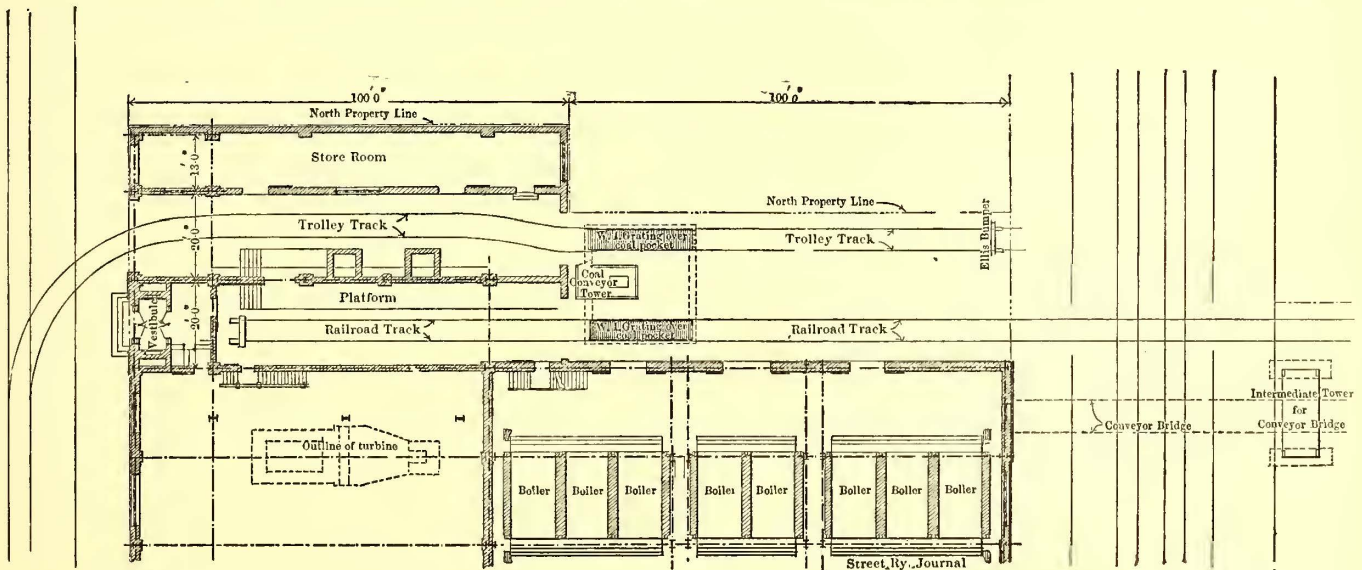 100'0"
100'0"
North Property Line
13'-0"
Store Room
North Property Line
Trolley Track
20'-0"
W. I. Grating over
coal pocket
Trolley Track
Ellis Bumper
Coal
Conveyor
Tower
Platform
Vestibule
20'-0"
Railroad Track
W. I. Grating over
coal pocket
Railroad Track
Intermediate Tower
for
Conveyor Bridge
Conveyor Bridge
Outline of turbine
Boiler
Boiler
Boiler
Boiler
Boiler
Boiler
Boiler
Boiler
Street Ry. Journal